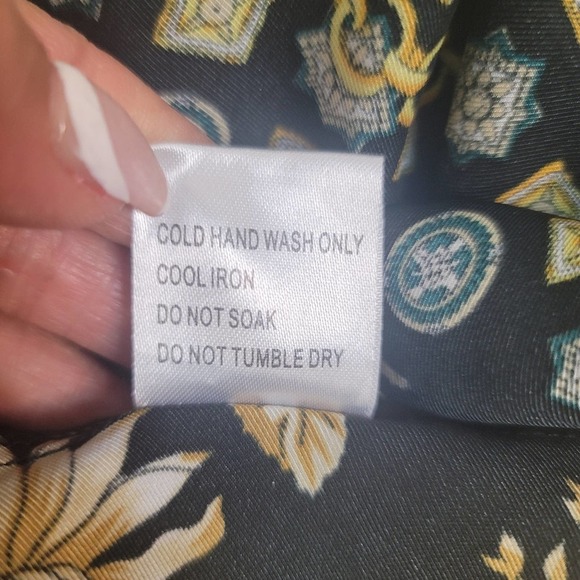 COLD HAND WASH ONLY
COOL IRON
DO NOT SOAK
DO NOT TUMBLE DRY